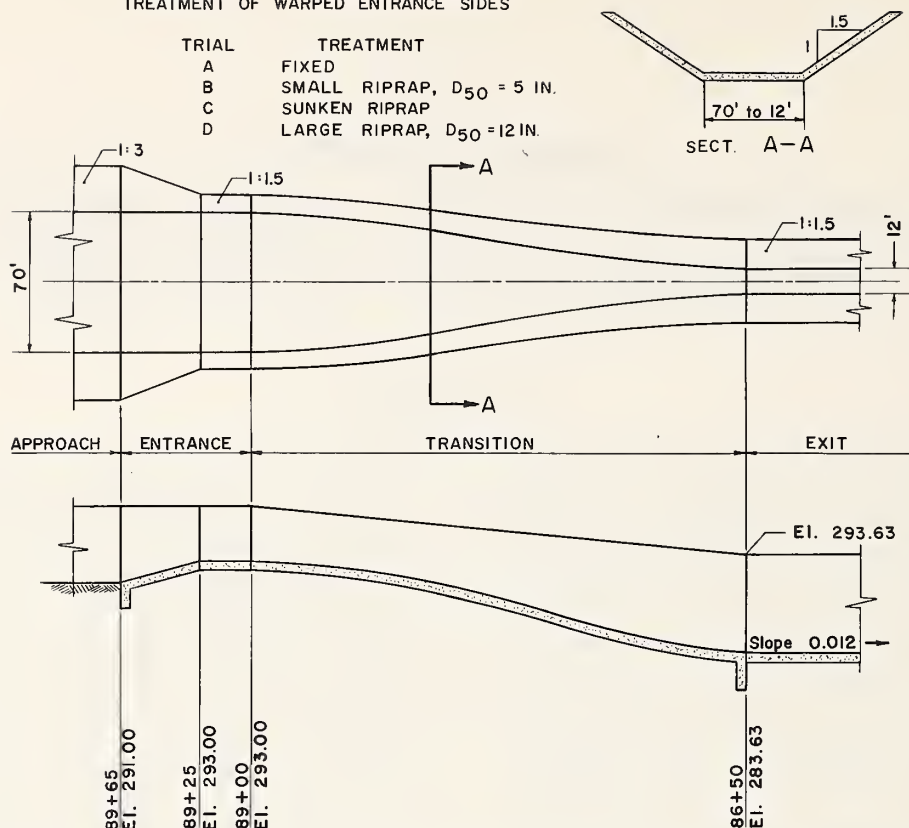 TREATMENT OF WARPED ENTRANCE SIDES
TRIAL TREATMENT
A FIXED
B SMALL RIPRAP, D50 = 5 IN.
C SUNKEN RIPRAP
D LARGE RIPRAP, D50 = 12 IN.
1.5
1
70' to 12'
SECT. A-A
1:3
1:1.5
A
1:1.5
12'
70'
A
APPROACH ENTRANCE TRANSITION EXIT
El. 293.63
Slope 0.012
89+65
El. 291.00
89+25
El. 293.00
89+00
El. 293.00
86+50
El. 283.63